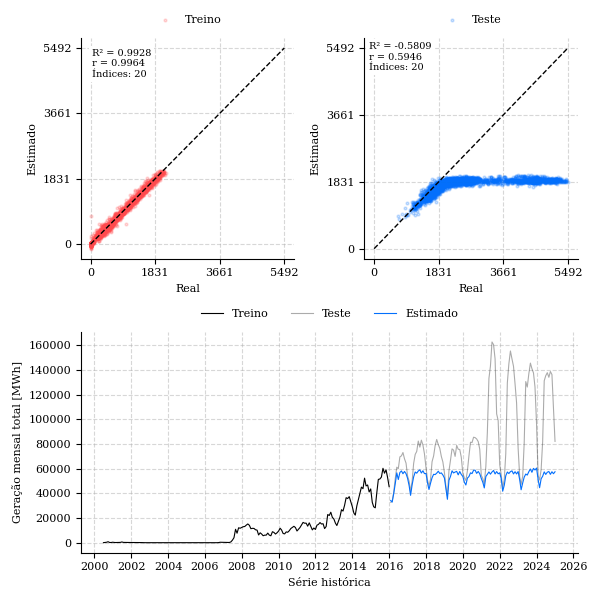 Treino
Teste
R² = 0.9928
r = 0.9964
Índices: 20
R² = -0.5809
r = 0.5946
Índices: 20
5492
3661
1831
0
Estimado
0 1831 3661 5492
Real
5492
3661
1831
0
Estimado
0 1831 3661 5492
Real
Treino Teste Estimado
160000
140000
120000
100000
80000
60000
40000
20000
0
Geração mensal total [MWh]
2000 2002 2004 2006 2008 2010 2012 2014 2016 2018 2020 2022 2024 2026
Série histórica